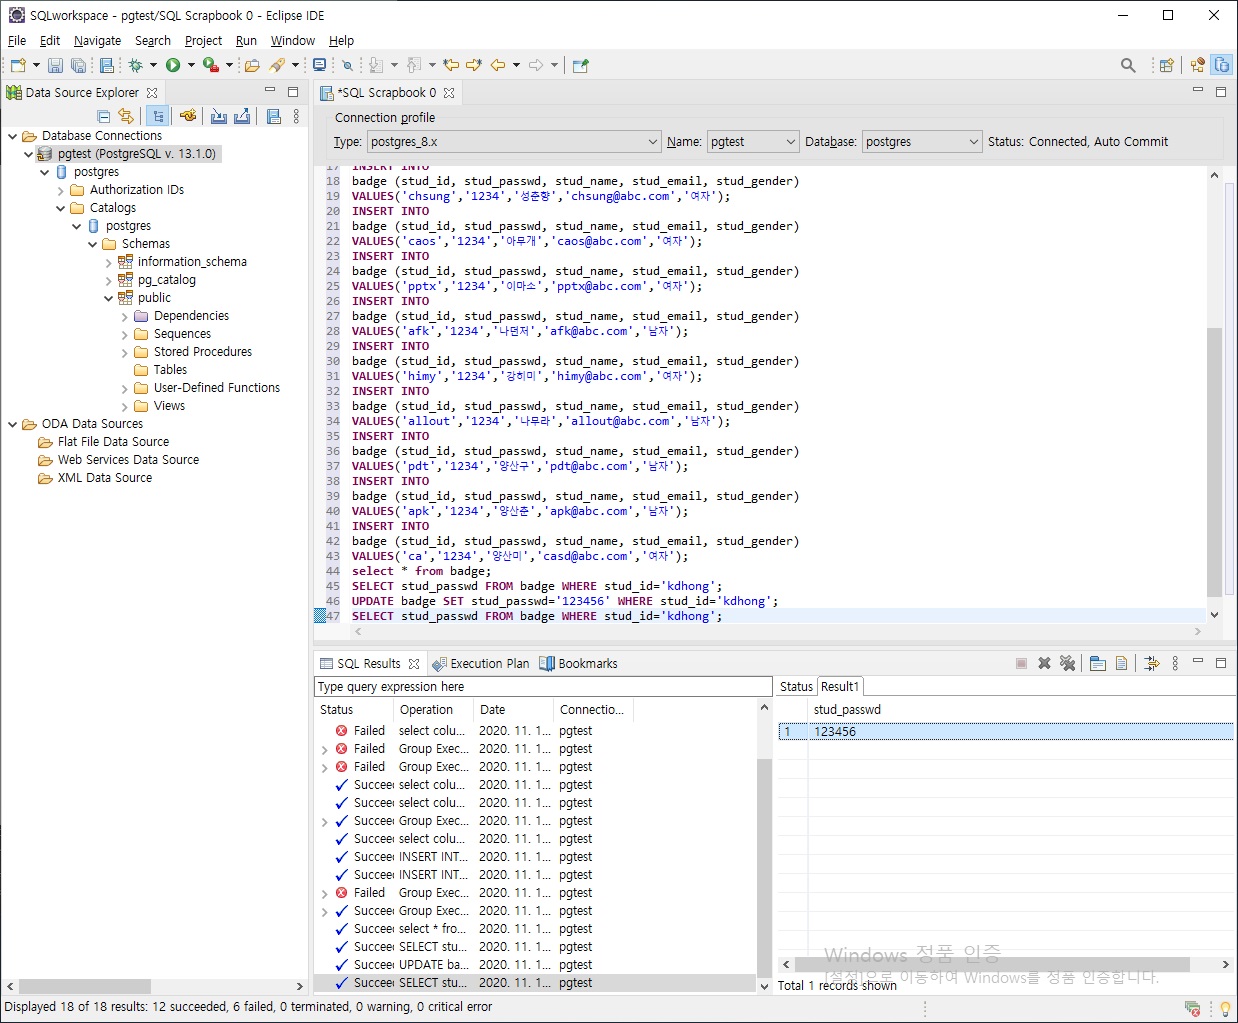 SQLworkspace - pgtest/SQL Scrapbook 0 - Eclipse IDE
File Edit Navigate Search Project Run Window Help
Data Source Explorer
Database Connections
pgtest (PostgreSQL v. 13.1.0)
postgres
Authorization IDs
Catalogs
postgres
Schemas
information_schema
pg_catalog
public
Dependencies
Sequences
Stored Procedures
Tables
User-Defined Functions
Views
ODA Data Sources
Flat File Data Source
Web Services Data Source
XML Data Source
*SQL Scrapbook 0
Connection profile
Type: postgres_8.x Name: pgtest Database: postgres Status: Connected, Auto Commit
17 INSERT INTO
18 badge (stud_id, stud_passwd, stud_name, stud_email, stud_gender)
19 VALUES('chsung','1234','성춘향','chsung@abc.com','여자');
20 INSERT INTO
21 badge (stud_id, stud_passwd, stud_name, stud_email, stud_gender)
22 VALUES('caos','1234','아무개','caos@abc.com','여자');
23 INSERT INTO
24 badge (stud_id, stud_passwd, stud_name, stud_email, stud_gender)
25 VALUES('pptx','1234','이마소','pptx@abc.com','여자');
26 INSERT INTO
27 badge (stud_id, stud_passwd, stud_name, stud_email, stud_gender)
28 VALUES('afk','1234','나던저','afk@abc.com','남자');
29 INSERT INTO
30 badge (stud_id, stud_passwd, stud_name, stud_email, stud_gender)
31 VALUES('himy','1234','강히미','himy@abc.com','여자');
32 INSERT INTO
33 badge (stud_id, stud_passwd, stud_name, stud_email, stud_gender)
34 VALUES('allout','1234','나무라','allout@abc.com','남자');
35 INSERT INTO
36 badge (stud_id, stud_passwd, stud_name, stud_email, stud_gender)
37 VALUES('pdt','1234','양산구','pdt@abc.com','남자');
38 INSERT INTO
39 badge (stud_id, stud_passwd, stud_name, stud_email, stud_gender)
40 VALUES('apk','1234','양산춘','apk@abc.com','남자');
41 INSERT INTO
42 badge (stud_id, stud_passwd, stud_name, stud_email, stud_gender)
43 VALUES('ca','1234','양산미','casd@abc.com','여자');
44 select * from badge;
45 SELECT stud_passwd FROM badge WHERE stud_id='kdhong';
46 UPDATE badge SET stud_passwd='123456' WHERE stud_id='kdhong';
47 SELECT stud_passwd FROM badge WHERE stud_id='kdhong';
SQL Results Execution Plan Bookmarks
Type query expression here
Status Operation Date Connectio...
Failed select colu... 2020. 11. 1... pgtest
Failed Group Exec... 2020. 11. 1... pgtest
Failed Group Exec... 2020. 11. 1... pgtest
Succee select colu... 2020. 11. 1... pgtest
Succee select colu... 2020. 11. 1... pgtest
Succee Group Exec... 2020. 11. 1... pgtest
Succee select colu... 2020. 11. 1... pgtest
Succee INSERT INT... 2020. 11. 1... pgtest
Succee INSERT INT... 2020. 11. 1... pgtest
Failed Group Exec... 2020. 11. 1... pgtest
Succee Group Exec... 2020. 11. 1... pgtest
Succee select * fro... 2020. 11. 1... pgtest
Succee SELECT stu... 2020. 11. 1... pgtest
Succee UPDATE ba... 2020. 11. 1... pgtest
Succee SELECT stu... 2020. 11. 1... pgtest
Status Result1
stud_passwd
1 123456
Windows 정품 인증
[설정]으로 이동하여 Windows를 정품 인증합니다.
Total 1 records shown
Displayed 18 of 18 results: 12 succeeded, 6 failed, 0 terminated, 0 warning, 0 critical error